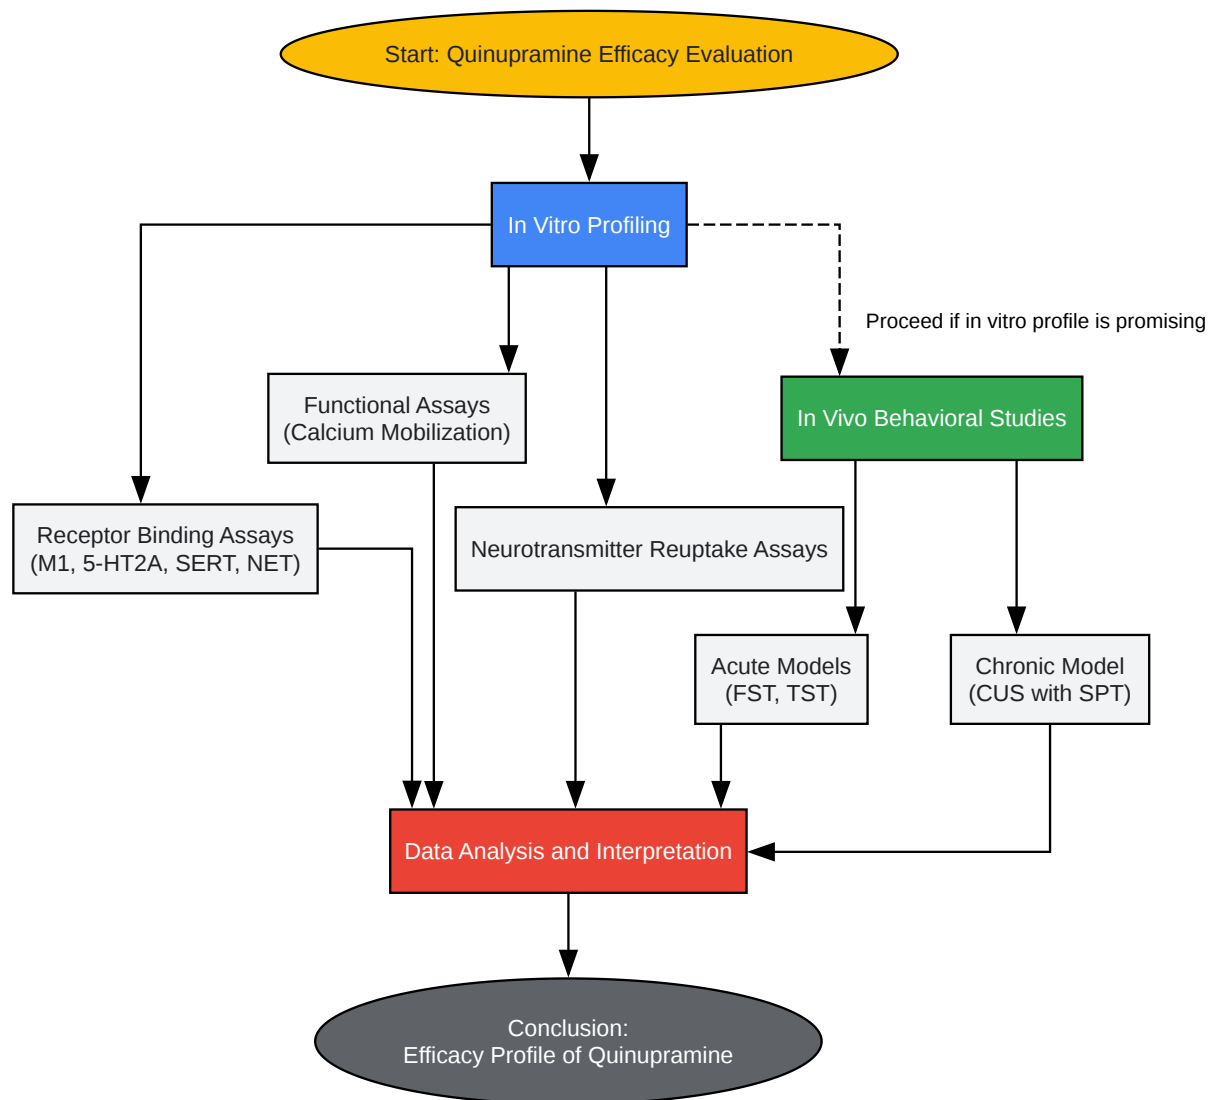 Start: Quinupramine Efficacy Evaluation
In Vitro Profiling
Proceed if in vitro profile is promising
Functional Assays
(Calcium Mobilization)
In Vivo Behavioral Studies
Receptor Binding Assays
(M1, 5-HT2A, SERT, NET)
Neurotransmitter Reuptake Assays
Acute Models
(FST, TST)
Chronic Model
(CUS with SPT)
Data Analysis and Interpretation
Conclusion:
Efficacy Profile of Quinupramine